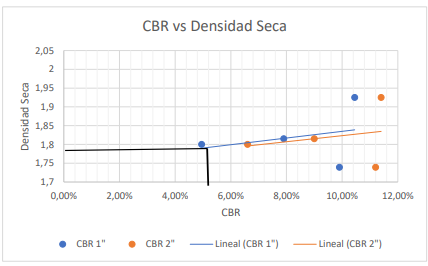 CBR vs Densidad Seca
2,05
2
1,95
1,9
1,85
1,8
1,75
1,7
Densidad Seca
0,00% 2,00% 4,00% 6,00% 8,00% 10,00% 12,00%
CBR
CBR 1" CBR 2" Lineal (CBR 1") Lineal (CBR 2")